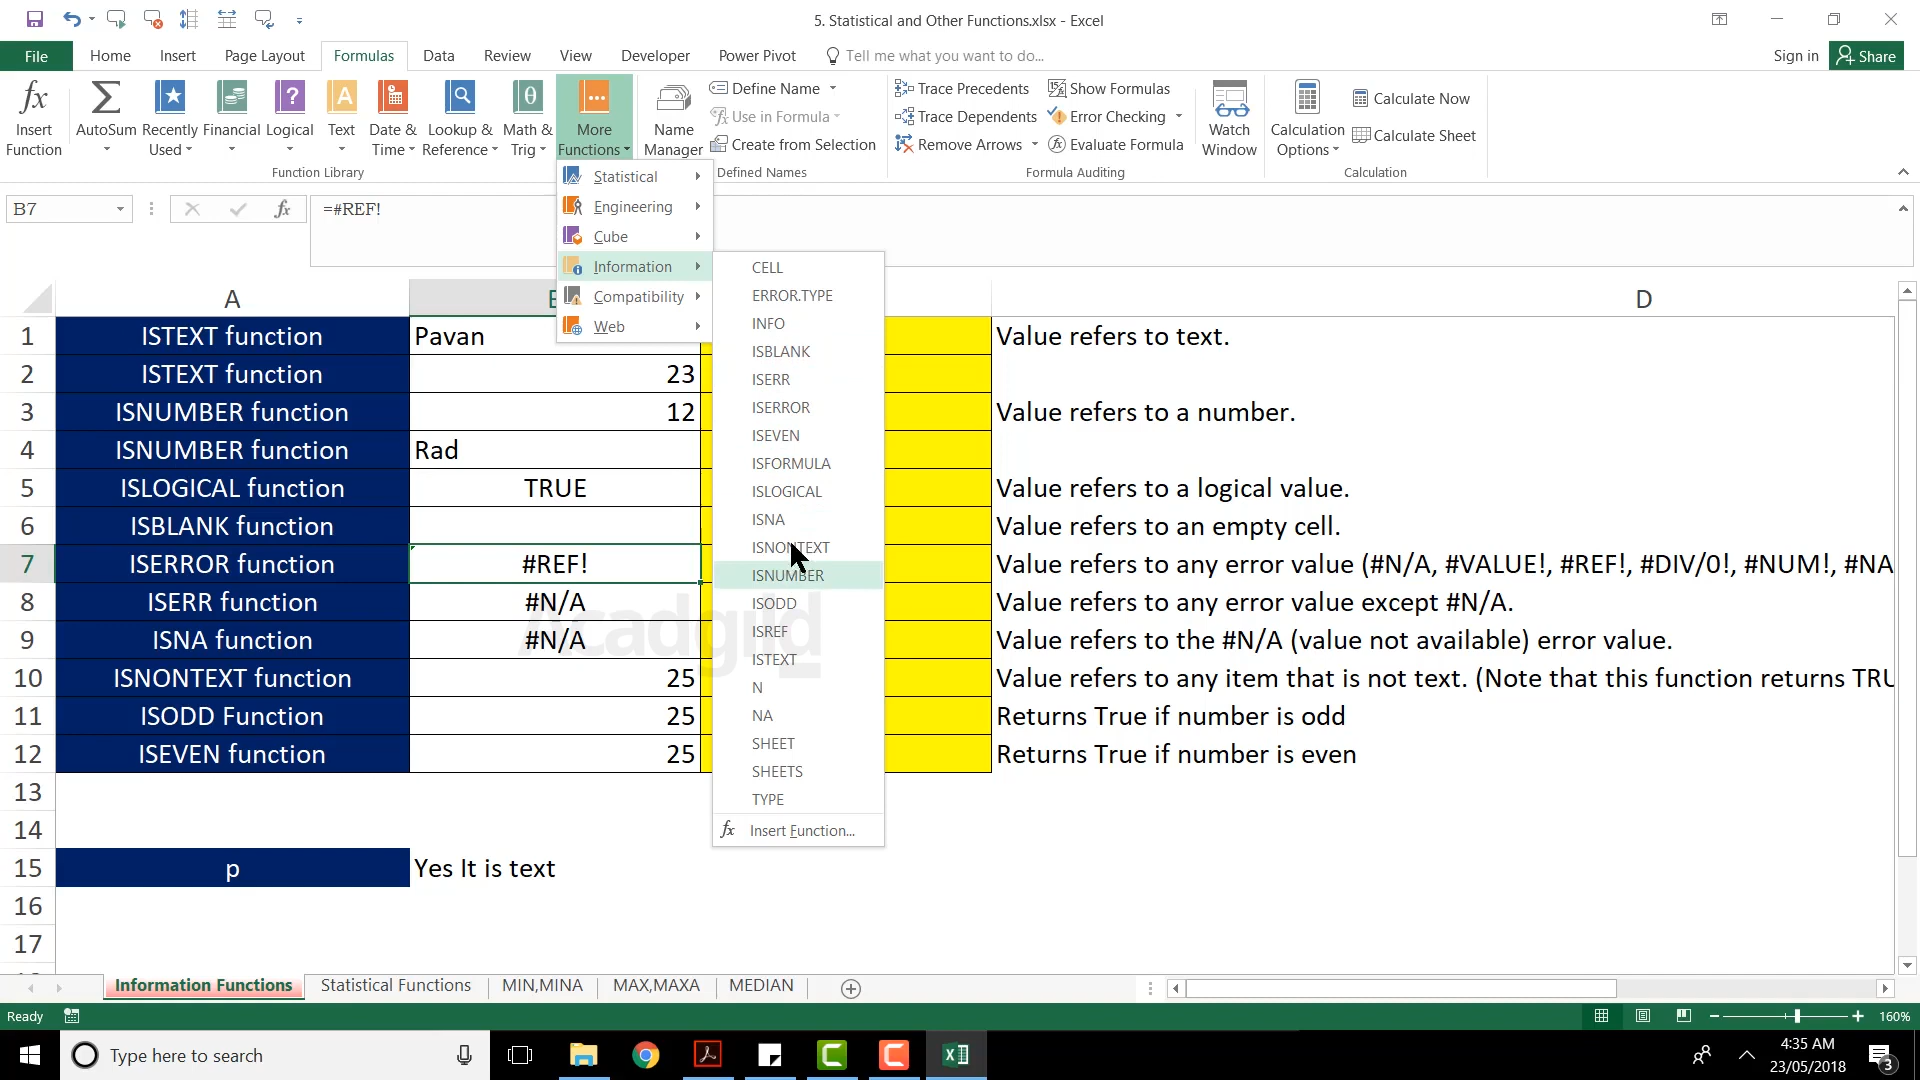 5. Statistical and Other Functions.xlsx - Excel
File Home Insert Page Layout Formulas Data Review View Developer Power Pivot Tell me what you want to do... Sign in Share
Insert Function
AutoSum
Recently Used
Financial
Logical
Text
Date & Time
Lookup & Reference
Math & Trig
More Functions
Name Manager
Define Name
Use in Formula
Create from Selection
Trace Precedents
Trace Dependents
Remove Arrows
Show Formulas
Error Checking
Evaluate Formula
Watch Window
Calculation Options
Calculate Now
Calculate Sheet
Function Library
Defined Names
Formula Auditing
Calculation
Statistical
Engineering
Cube
Information
Compatibility
Web
CELL
ERROR.TYPE
INFO
ISBLANK
ISERR
ISERROR
ISEVEN
ISFORMULA
ISLOGICAL
ISNA
ISNONTEXT
ISNUMBER
ISODD
ISREF
ISTEXT
N
NA
SHEET
SHEETS
TYPE
fx Insert Function...
B7 fx =#REF!
A D
1 ISTEXT function Pavan Value refers to text.
2 ISTEXT function 23
3 ISNUMBER function 12 Value refers to a number.
4 ISNUMBER function Rad
5 ISLOGICAL function TRUE Value refers to a logical value.
6 ISBLANK function Value refers to an empty cell.
7 ISERROR function #REF! Value refers to any error value (#N/A, #VALUE!, #REF!, #DIV/0!, #NUM!, #NA
8 ISERR function #N/A Value refers to any error value except #N/A.
9 ISNA function #N/A Value refers to the #N/A (value not available) error value.
10 ISNONTEXT function 25 Value refers to any item that is not text. (Note that this function returns TRU
11 ISODD Function 25 Returns True if number is odd
12 ISEVEN function 25 Returns True if number is even
13
14
15 p Yes It is text
16
17
Acadgild
Information Functions Statistical Functions MIN,MINA MAX,MAXA MEDIAN
Ready 160%
Type here to search
4:35 AM
23/05/2018
3